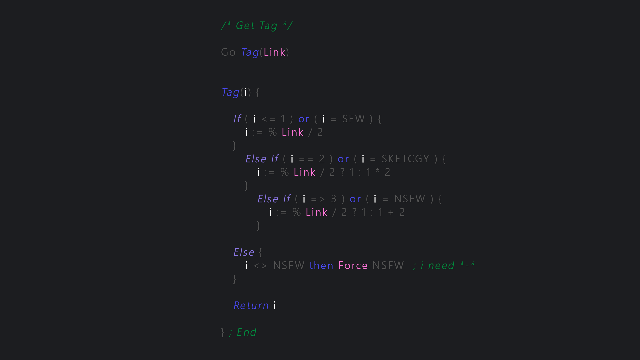 /* Get Tag */
Go Tag(Link)
Tag(i) {
If ( i <= 1 ) or ( i = SFW ) {
i := % Link / 2
}
Else If ( i == 2 ) or ( i = SKETCGY ) {
i := % Link / 2 ? 1 : 1 * 2
}
Else If ( i => 3 ) or ( i = NSFW ) {
i := % Link / 2 ? 1 : 1 + 2
}
Else {
i <> NSFW then Force NSFW ; i need * *
}
Return i
} ; End